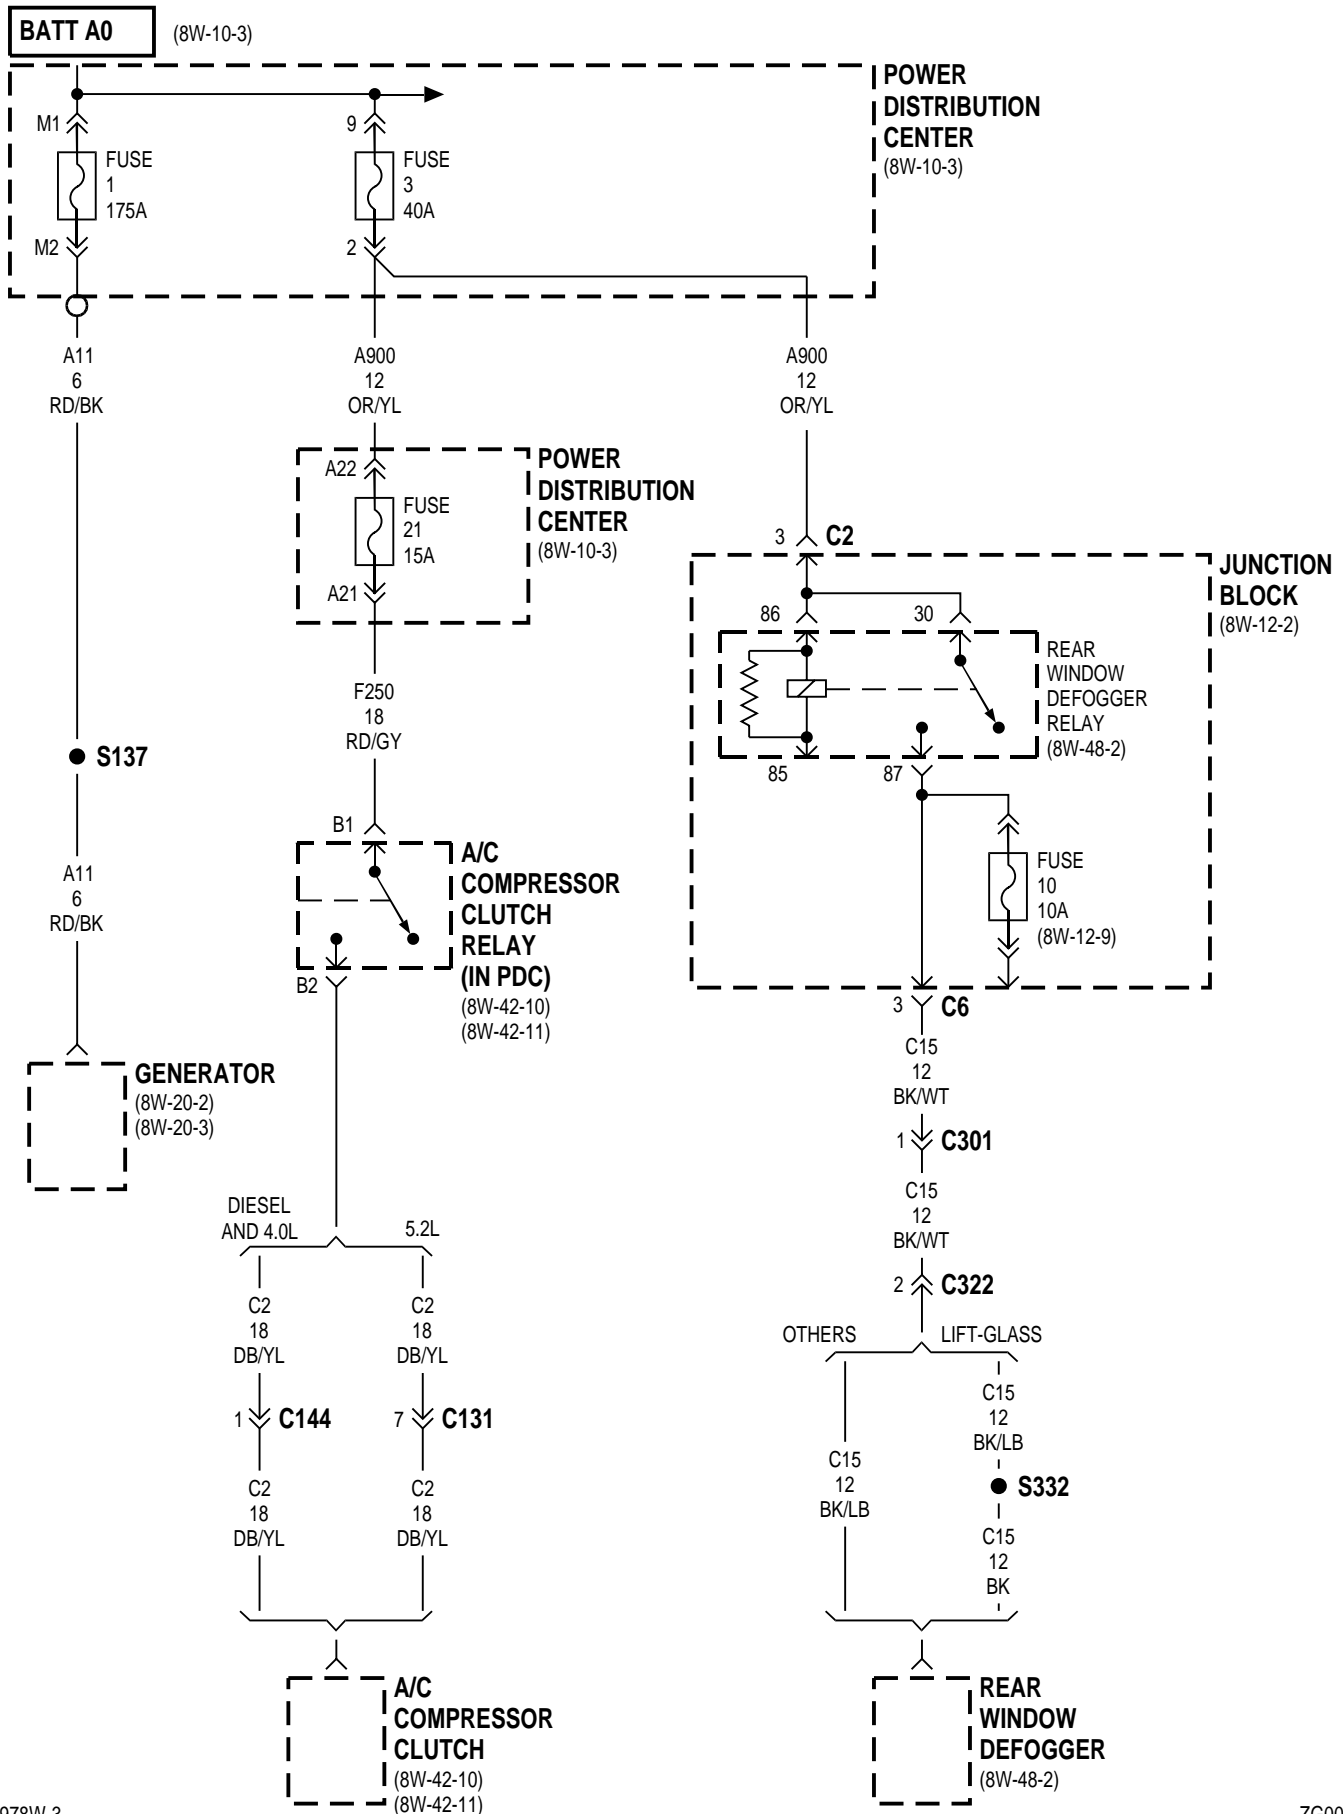 BATT A0 (8W-10-3)
POWER
DISTRIBUTION
CENTER
(8W-10-3)
M1
FUSE
1
175A
M2
9
FUSE
3
40A
2
A11
6
RD/BK
A900
12
OR/YL
A900
12
OR/YL
A22
FUSE
21
15A
A21
POWER
DISTRIBUTION
CENTER
(8W-10-3)
3 C2
JUNCTION
BLOCK
(8W-12-2)
86
30
REAR
WINDOW
DEFOGGER
RELAY
(8W-48-2)
85
87
F250
18
RD/GY
S137
B1
A/C
COMPRESSOR
CLUTCH
RELAY
(IN PDC)
(8W-42-10)
(8W-42-11)
B2
FUSE
10
10A
(8W-12-9)
A11
6
RD/BK
3 C6
C15
12
BK/WT
GENERATOR
(8W-20-2)
(8W-20-3)
1 C301
C15
12
BK/WT
DIESEL
AND 4.0L
5.2L
2 C322
C2
18
DB/YL
C2
18
DB/YL
OTHERS
LIFT-GLASS
1 C144
7 C131
C15
12
BK/LB
C15
12
BK/LB
S332
C2
18
DB/YL
C2
18
DB/YL
C15
12
BK
A/C
COMPRESSOR
CLUTCH
(8W-42-10)
(8W-42-11)
REAR
WINDOW
DEFOGGER
(8W-48-2)